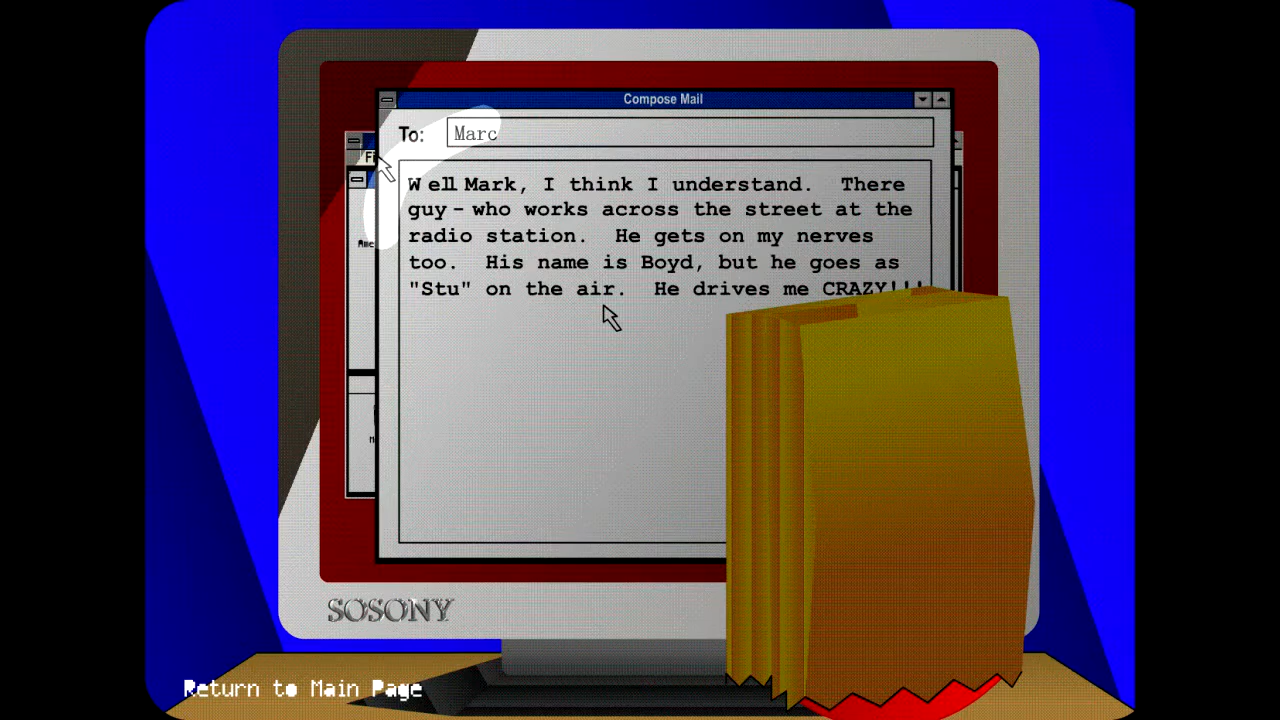 Compose Mail
To: Marc
Fi
Well Mark, I think I understand. There
guy - who works across the street at the
radio station. He gets on my nerves
too. His name is Boyd, but he goes as
"Stu" on the air. He drives me CRAZY!!!
Ame
SOSONY
Return to Main Page